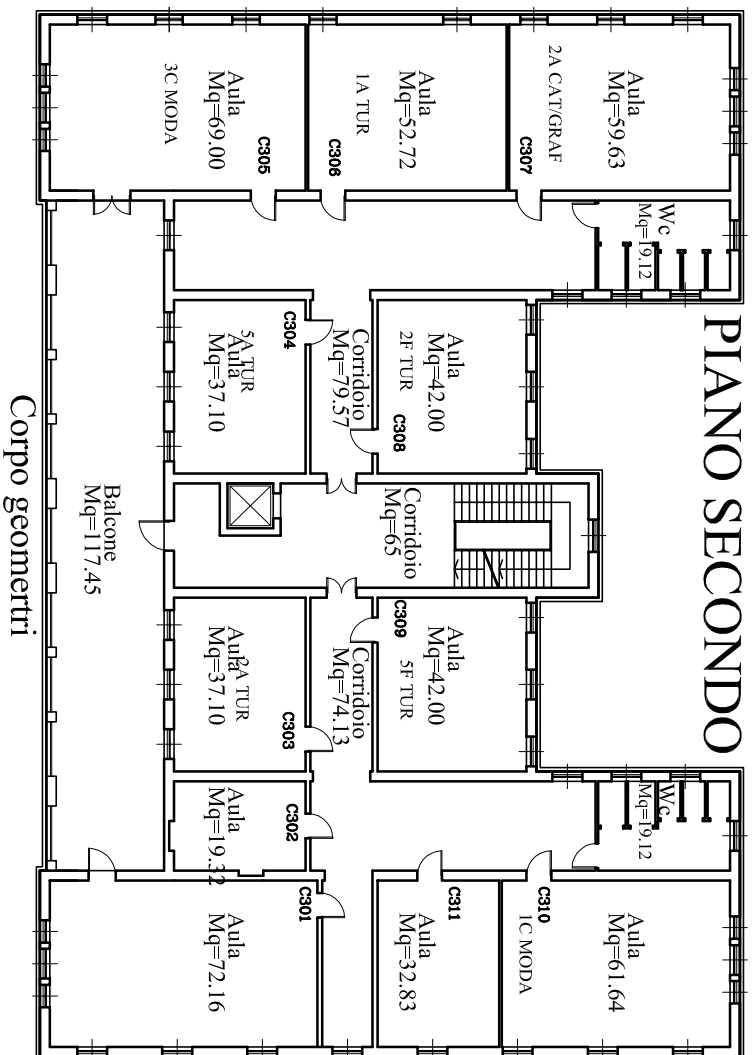 PIANO SECONDO
Aula
Mq=59.63
2A CAT/GRAF
C307
Aula
Mq=52.72
1A TUR
C306
Aula
Mq=69.00
3C MODA
C305
Wc
Mq=19.12
Aula
Mq=42.00
2F TUR
C308
Corridoio
Mq=79.57
C304
5A TUR
Aula
Mq=37.10
Corridoio
Mq=65
Balcone
Mq=117.45
Aula
Mq=42.00
5F TUR
C309
Corridoio
Mq=74.13
Aula
2A TUR
Mq=37.10
C303
Wc
Mq=19.12
C302
Aula
Mq=19.32
C310
Aula
Mq=61.64
1C MODA
C311
Aula
Mq=32.83
C301
Aula
Mq=72.16
Corpo geomertri